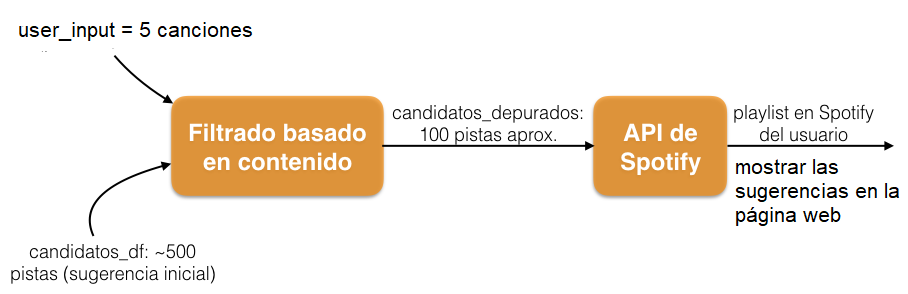 user_input = 5 canciones
Filtrado basado
en contenido
candidatos_df: ~500
pistas (sugerencia inicial)
candidatos_depurados:
100 pistas aprox.
API de
Spotify
playlist en Spotify
del usuario
mostrar las
sugerencias en la
página web